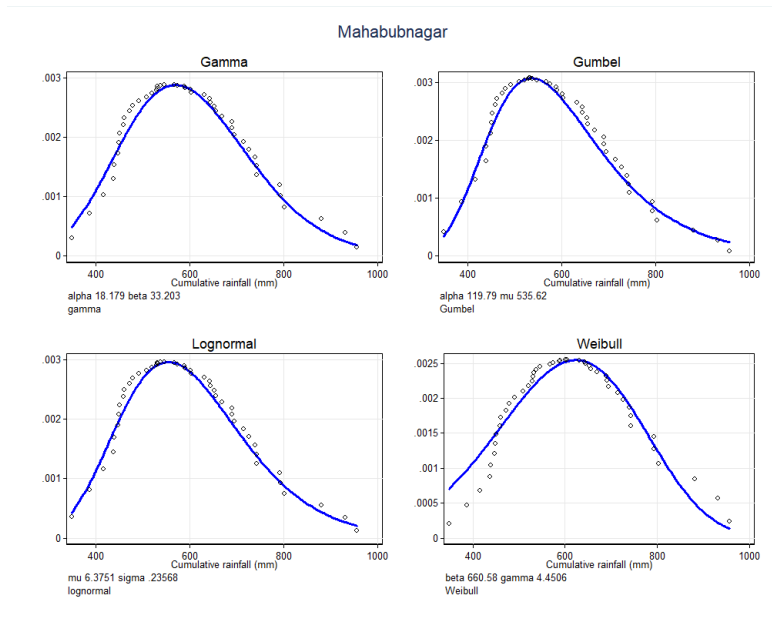 Mahabubnagar
Gamma
.003
.002
.001
0
400 600 800 1000
Cumulative rainfall (mm)
alpha 18.179 beta 33.203
gamma
Gumbel
.003
.002
.001
0
400 600 800 1000
Cumulative rainfall (mm)
alpha 119.79 mu 535.62
Gumbel
Lognormal
.003
.002
.001
0
400 600 800 1000
Cumulative rainfall (mm)
mu 6.3751 sigma .23568
lognormal
Weibull
.0025
.002
.0015
.001
.0005
0
400 600 800 1000
Cumulative rainfall (mm)
beta 660.58 gamma 4.4506
Weibull